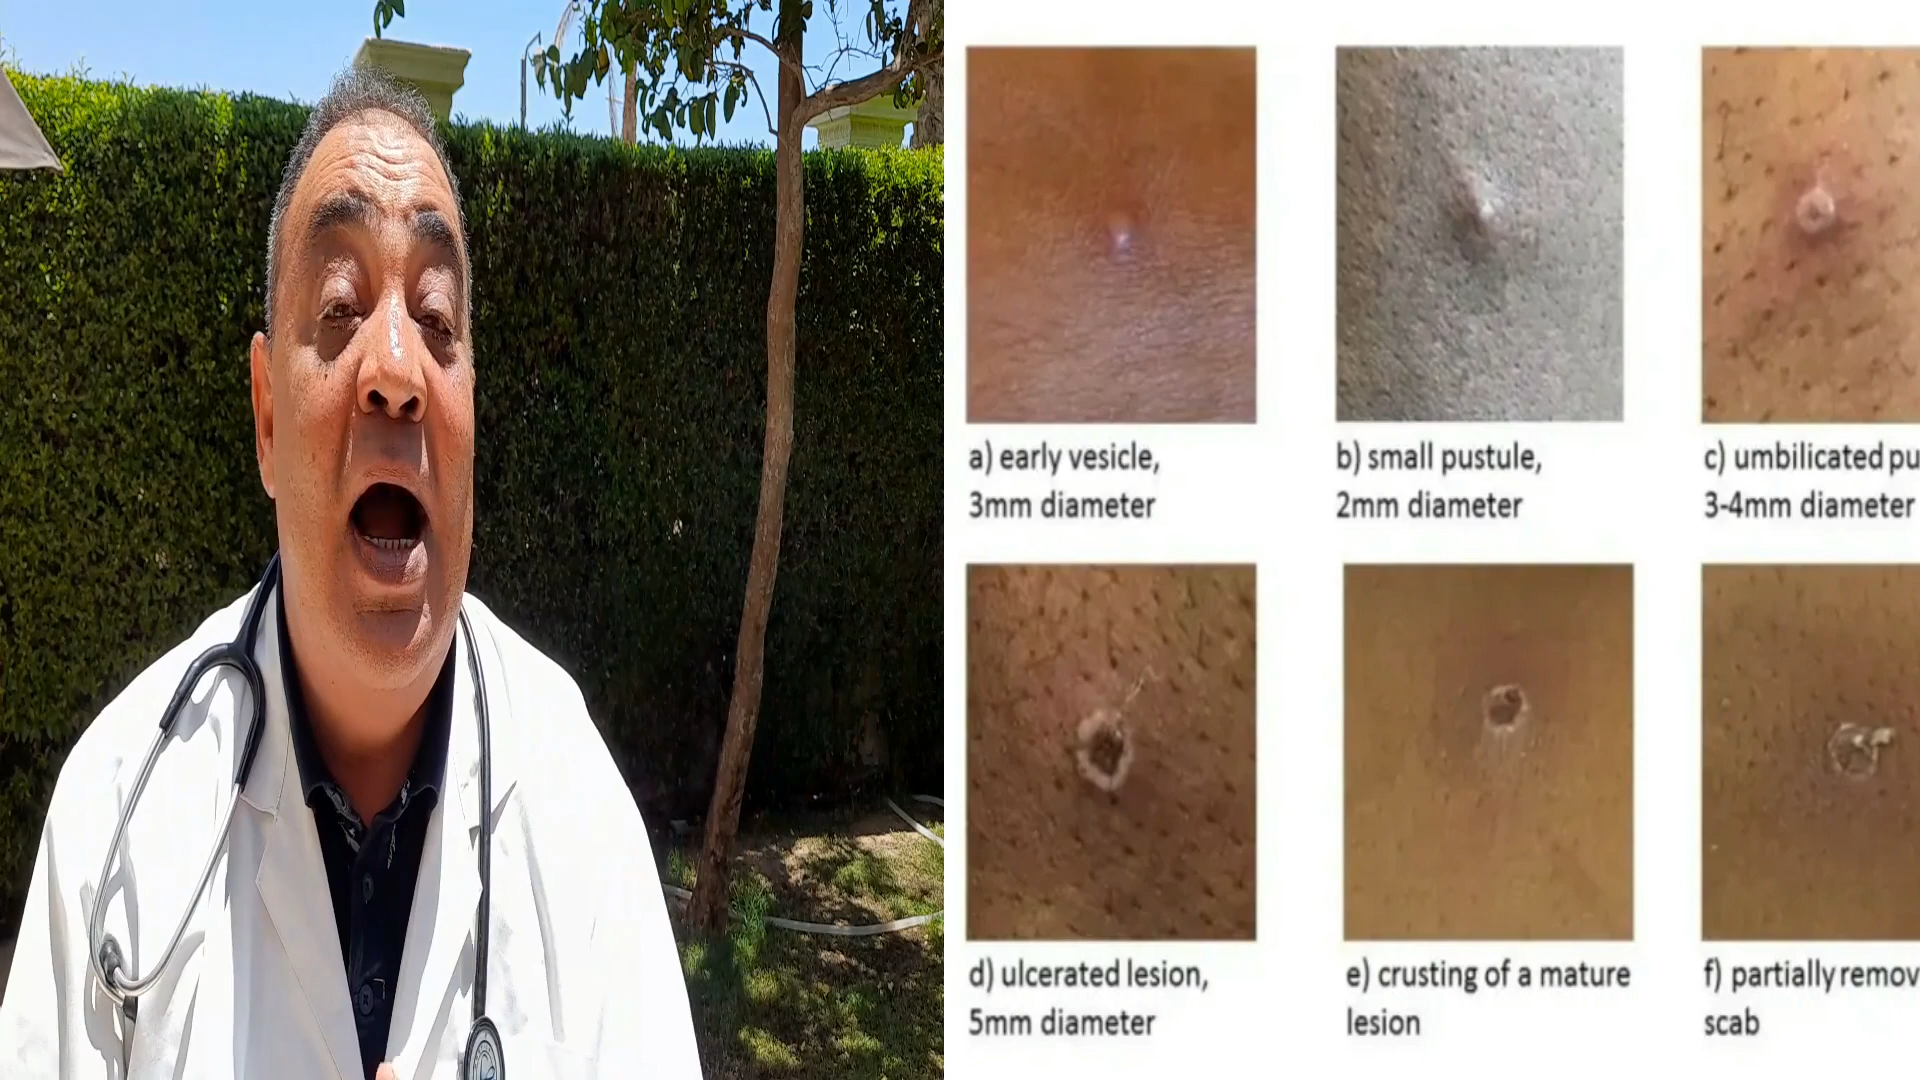 a) early vesicle,
3mm diameter
b) small pustule,
2mm diameter
c) umbilicated pu
3-4mm diameter
d) ulcerated lesion,
5mm diameter
e) crusting of a mature
lesion
f) partially remov
scab